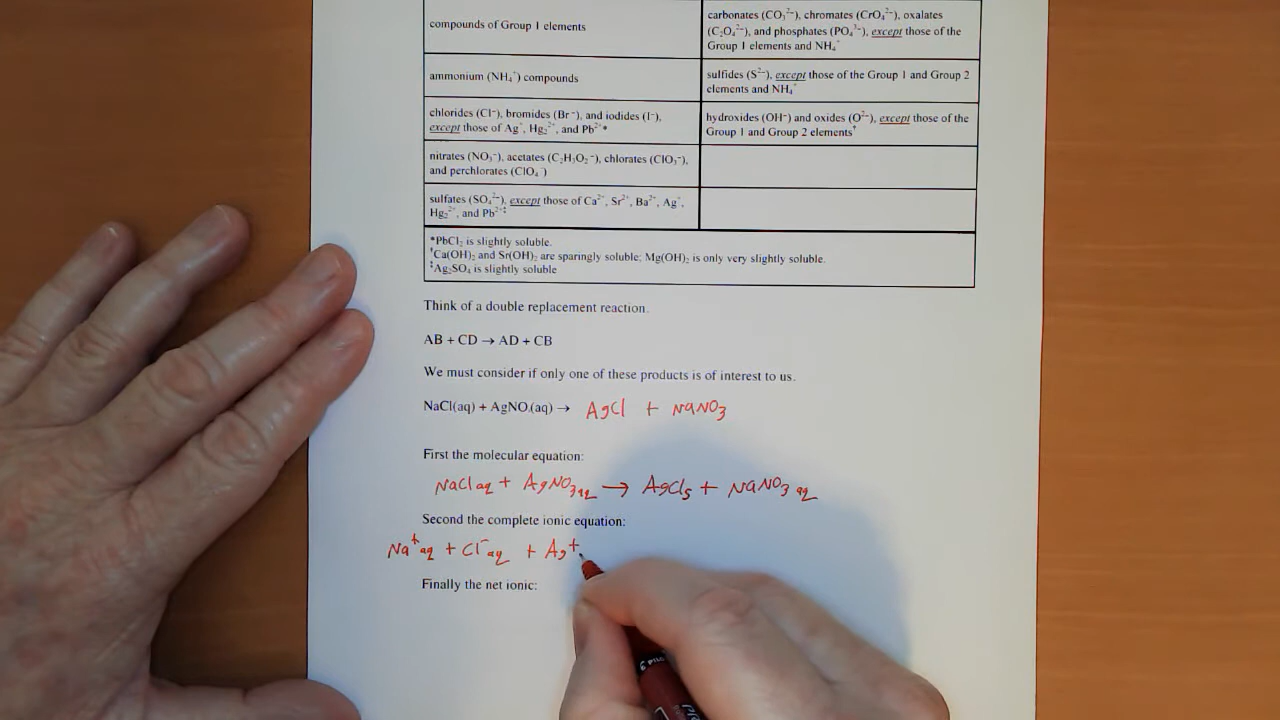 compounds of Group 1 elements
carbonates (CO₃²⁻), chromates (CrO₄²⁻), oxalates
(C₂O₄²⁻), and phosphates (PO₄³⁻), except those of the
Group 1 elements and NH₄⁺
ammonium (NH₄⁺) compounds
sulfides (S²⁻), except those of the Group 1 and Group 2
elements and NH₄⁺
chlorides (Cl⁻), bromides (Br⁻), and iodides (I⁻),
except those of Ag⁺, Hg₂²⁺, and Pb²⁺*
hydroxides (OH⁻) and oxides (O²⁻), except those of the
Group 1 and Group 2 elements†
nitrates (NO₃⁻), acetates (C₂H₃O₂⁻), chlorates (ClO₃⁻),
and perchlorates (ClO₄⁻)
sulfates (SO₄²⁻), except those of Ca²⁺, Sr²⁺, Ba²⁺, Ag⁺,
Hg₂²⁺, and Pb²⁺‡
*PbCl₂ is slightly soluble.
†Ca(OH)₂ and Sr(OH)₂ are sparingly soluble; Mg(OH)₂ is only very slightly soluble.
‡Ag₂SO₄ is slightly soluble
Think of a double replacement reaction.
AB + CD → AD + CB
We must consider if only one of these products is of interest to us.
NaCl(aq) + AgNO₃(aq) → AgCl + NaNO₃
First the molecular equation:
NaCl aq + AgNO₃ aq → AgCl s + NaNO₃ aq
Second the complete ionic equation:
Na⁺ aq + Cl⁻ aq + Ag⁺
Finally the net ionic: